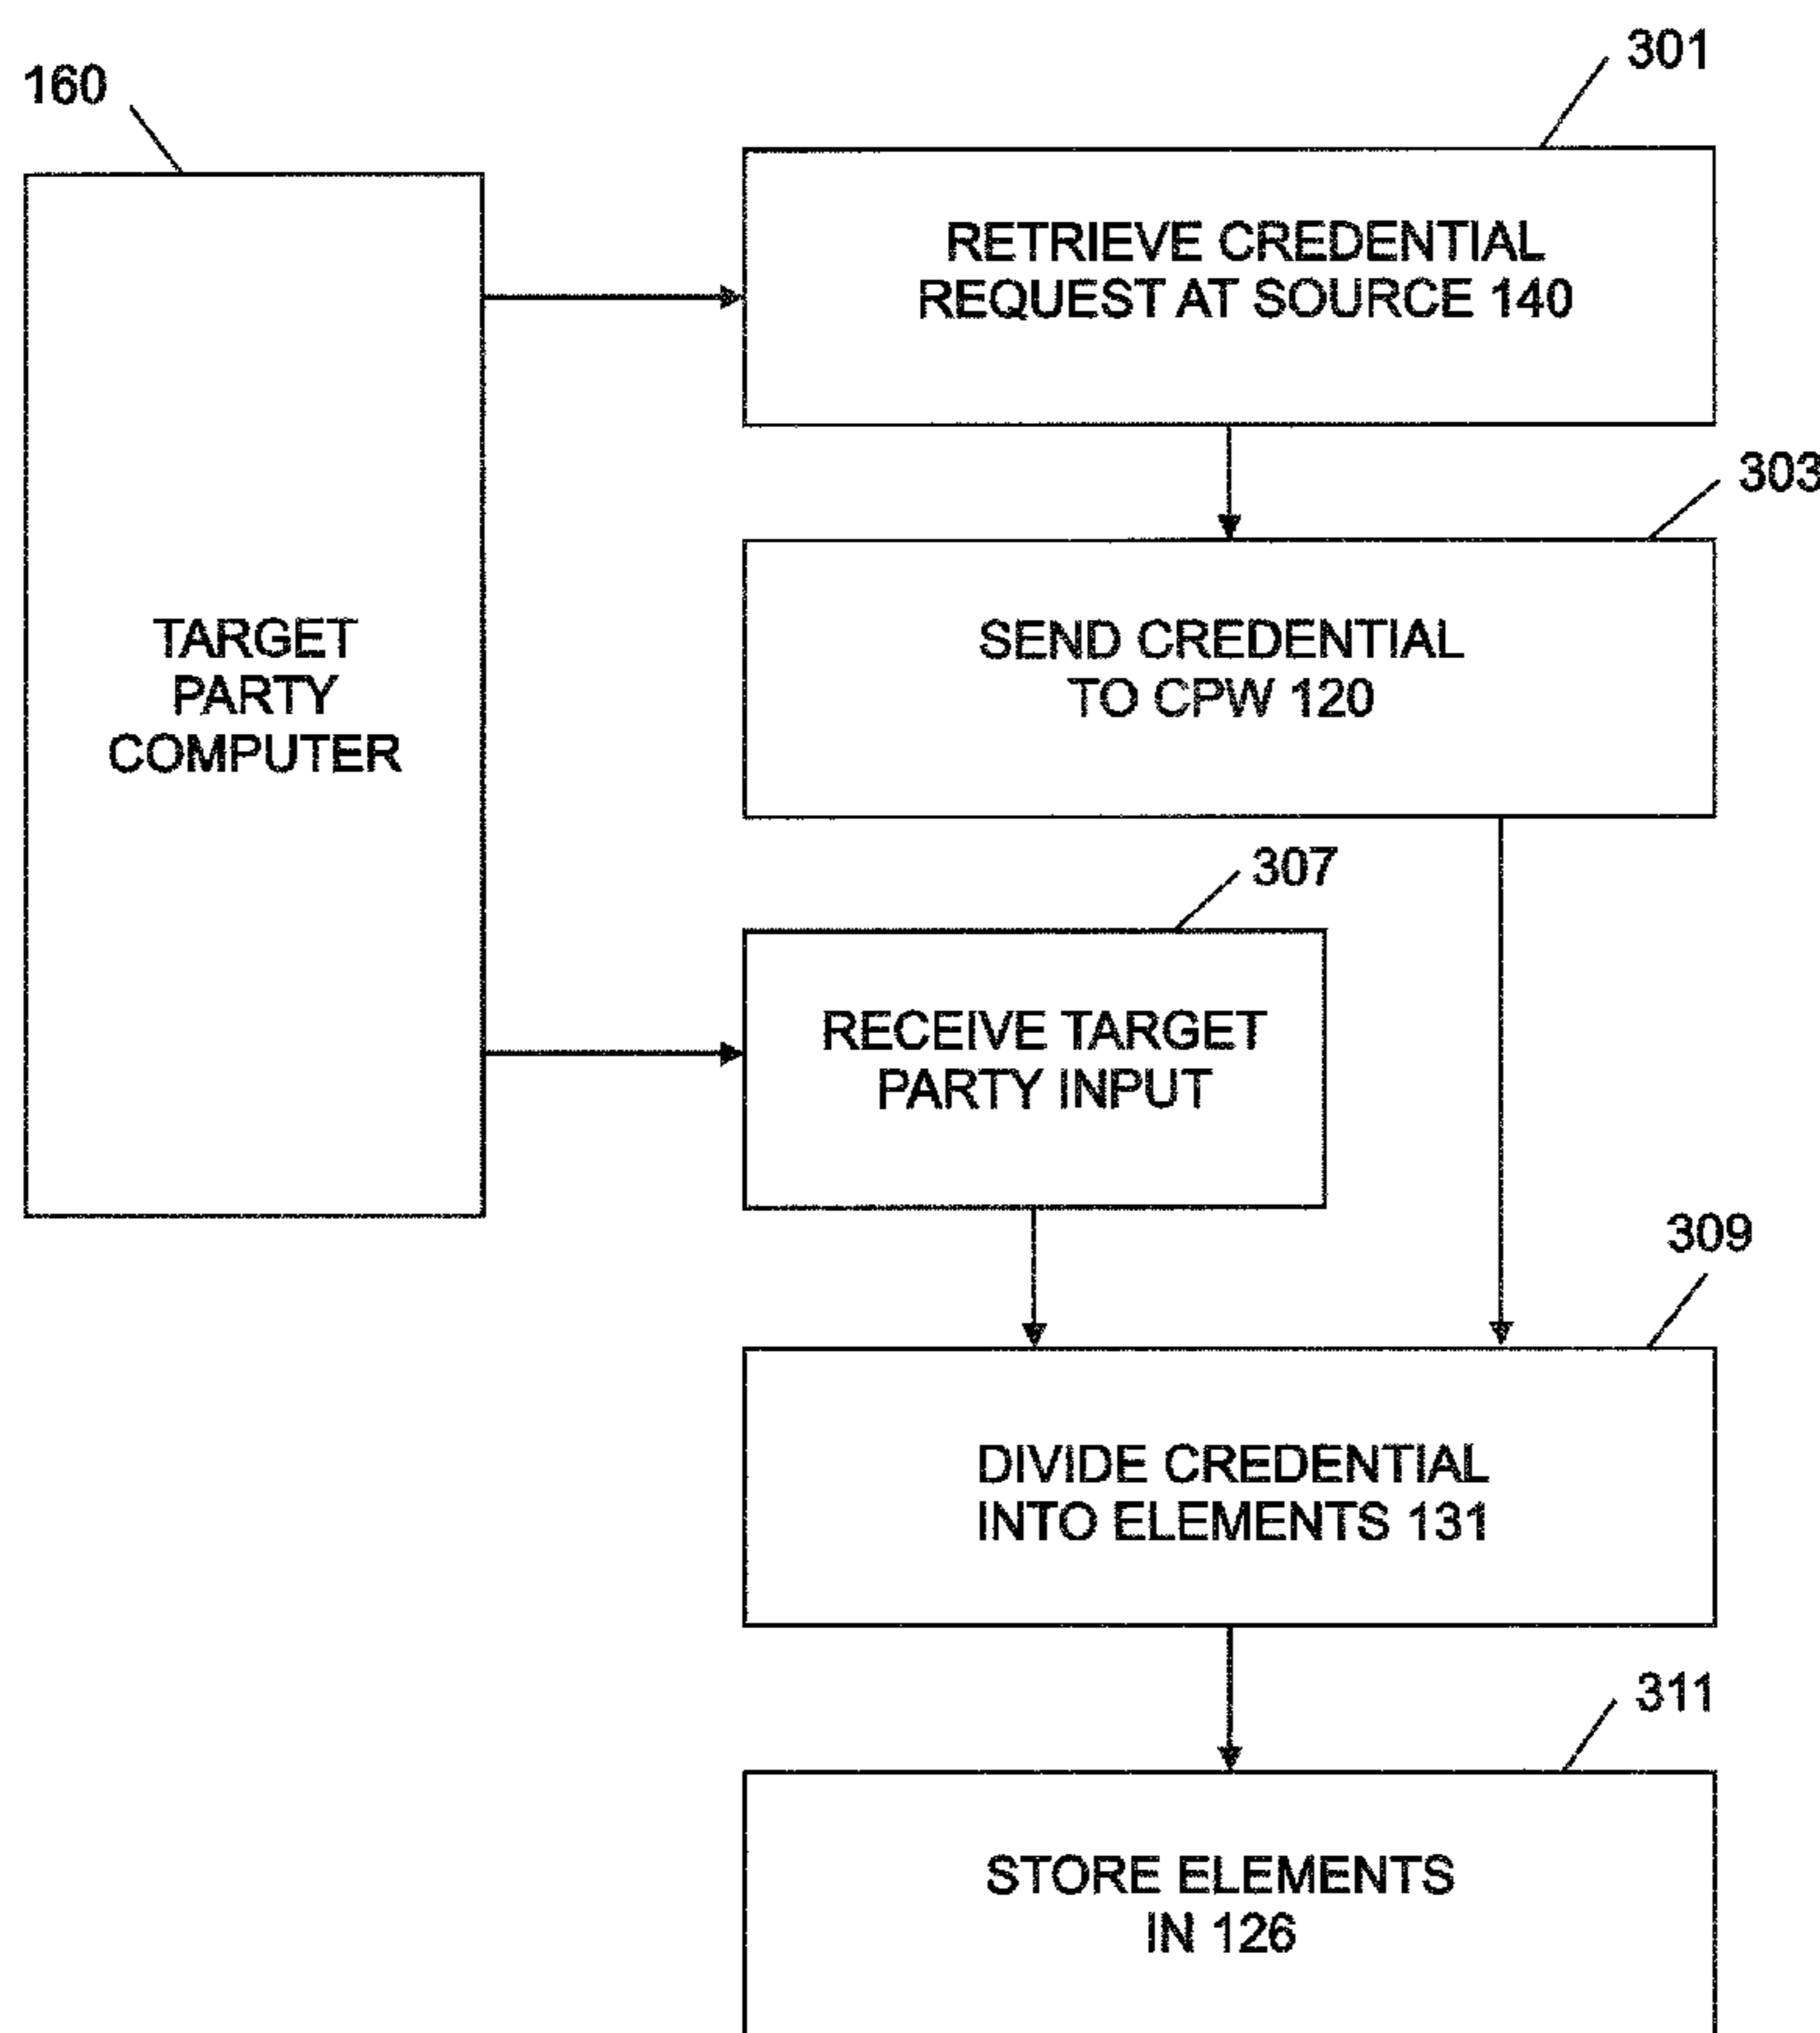 160
301
RETRIEVE CREDENTIAL
REQUEST AT SOURCE 140
303
SEND CREDENTIAL
TO CPW 120
TARGET
PARTY
COMPUTER
307
RECEIVE TARGET
PARTY INPUT
309
DIVIDE CREDENTIAL
INTO ELEMENTS 131
311
STORE ELEMENTS
IN 126